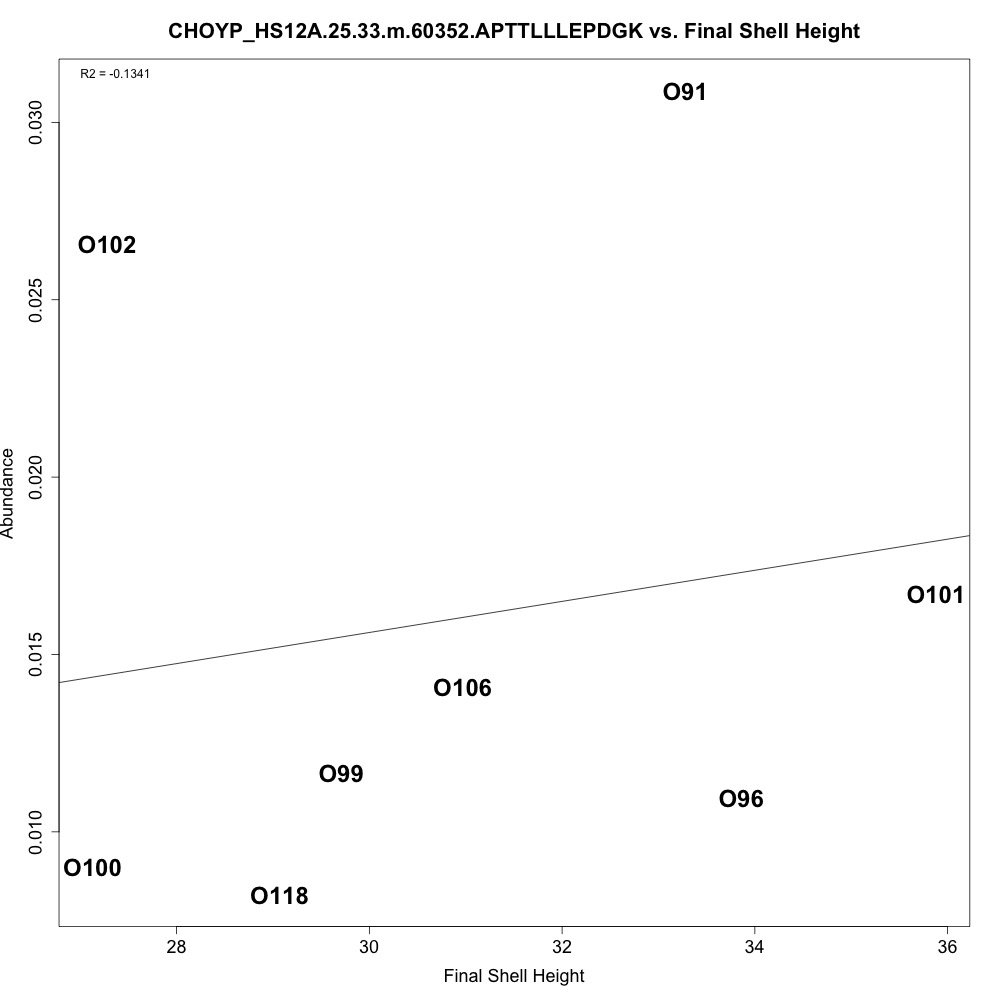 CHOYP_HS12A.25.33.m.60352.APTTLLLEPDGK vs. Final Shell Height
R2 = -0.1341
O91
0.030
O102
0.025
0.020
Abundance
O101
0.015
O106
O99
O96
0.010
O100
O118
28 30 32 34 36
Final Shell Height